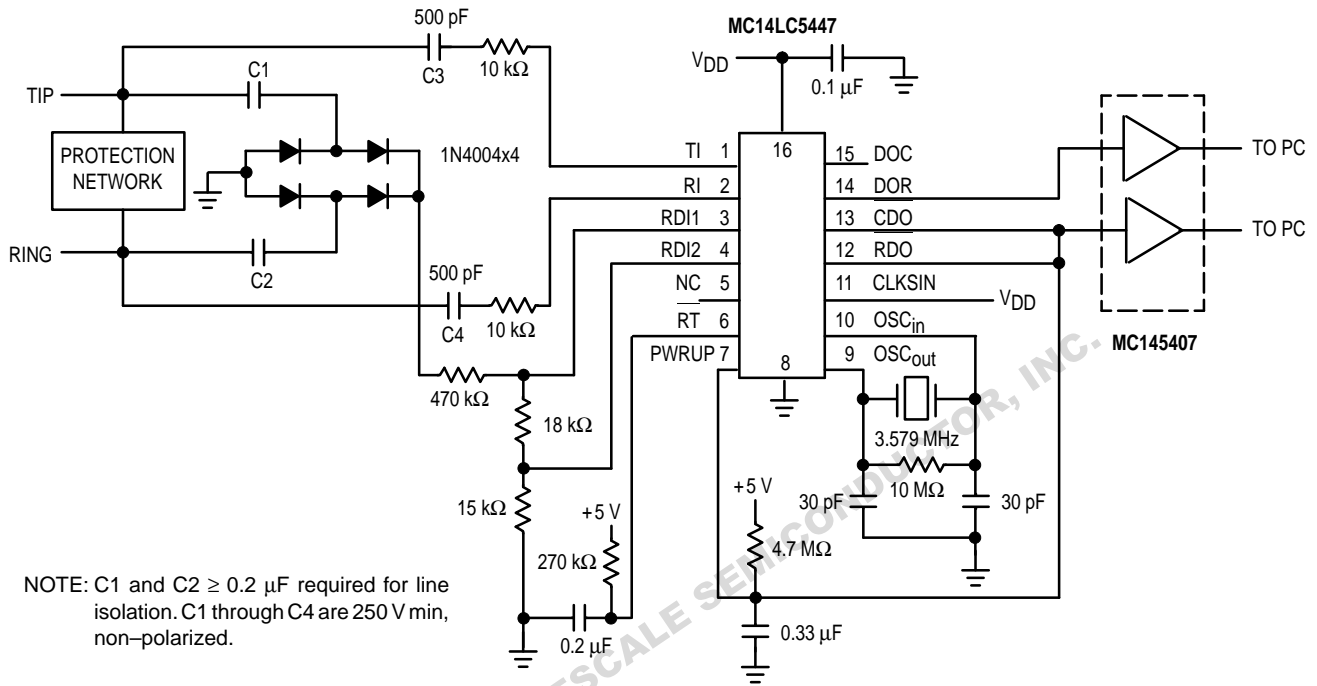 500 pF
C3
10 kΩ
MC14LC5447
VDD
0.1 µF
C1
TIP
PROTECTION
NETWORK
1N4004x4
RING
C2
500 pF
C4
10 kΩ
470 kΩ
18 kΩ
15 kΩ
+5 V
270 kΩ
0.2 µF
TI 1
RI 2
RDI1 3
RDI2 4
NC 5
RT 6
PWRUP 7
16
8
15 DOC
14 DOR
13 CDO
12 RDO
11 CLKSIN
10 OSCin
9 OSCout
VDD
TO PC
TO PC
MC145407
3.579 MHz
10 MΩ
30 pF
30 pF
+5 V
4.7 MΩ
0.33 µF
NOTE: C1 and C2 ≥ 0.2 µF required for line
isolation. C1 through C4 are 250 V min,
non–polarized.
ESCALE SEMICONDUCTOR, INC.